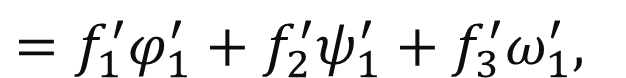 = f₁′φ₁′ + f₂′ψ₁′ + f₃′ω₁′,